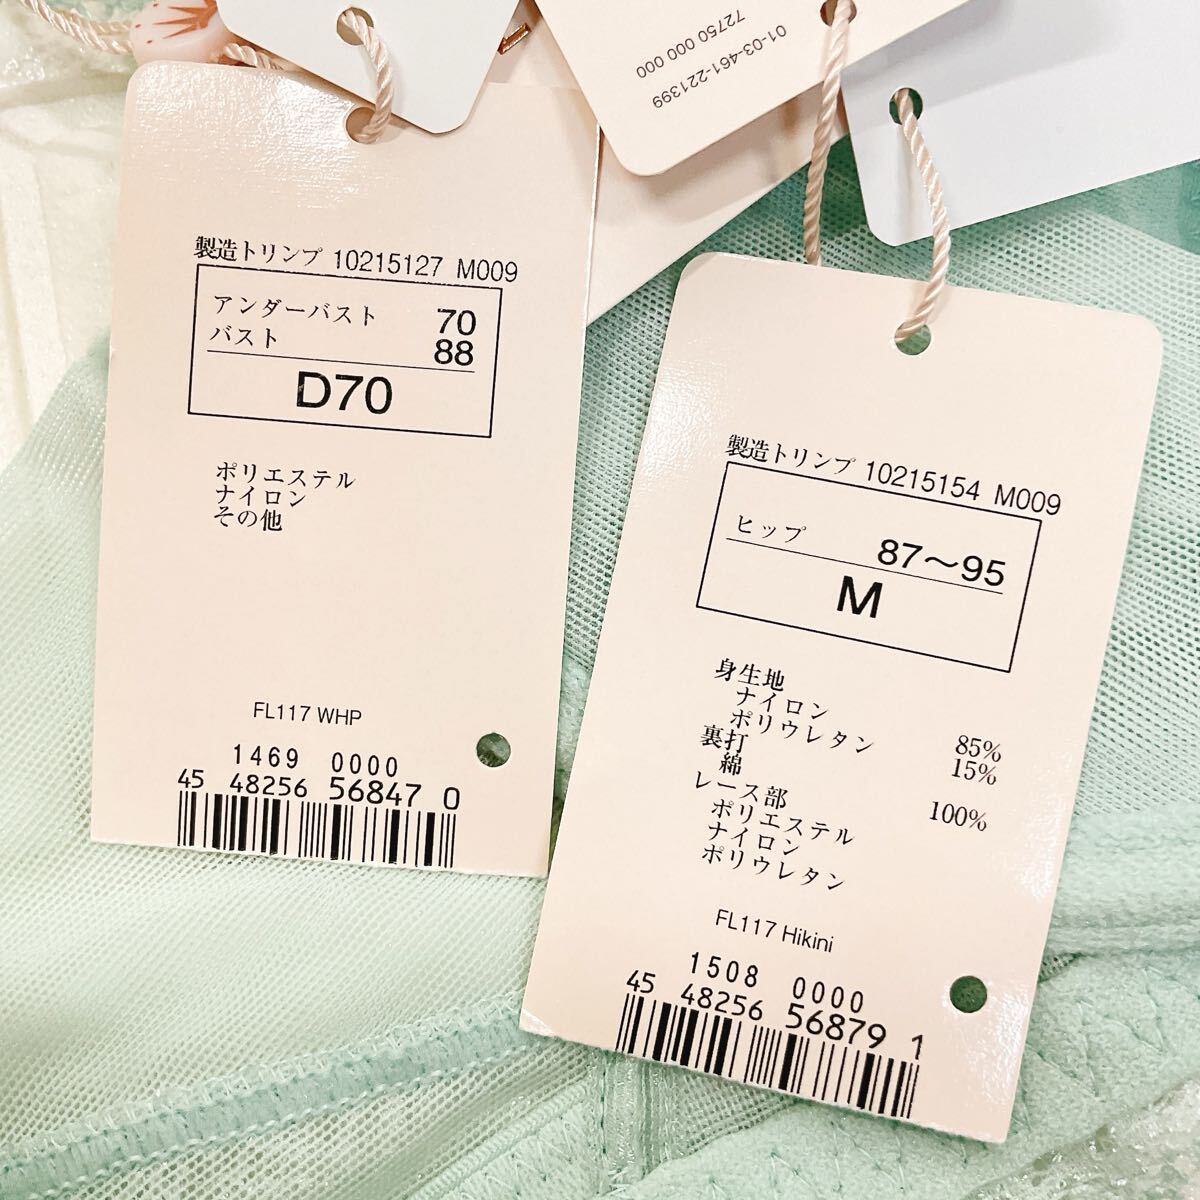 01-03-461-221399
72750 000 000
製造トリンプ 10215127 M009
アンダーバスト 70
バスト 88
D70
ポリエステル
ナイロン
その他
FL117 WHP
1469 0000
45 48256 56847 0
製造トリンプ 10215154 M009
ヒップ 87〜95
M
身生地
ナイロン 85%
ポリウレタン 15%
裏打
綿 100%
レース部
ポリエステル
ナイロン
ポリウレタン
FL117 Hikini
1508 0000
45 48256 56879 1